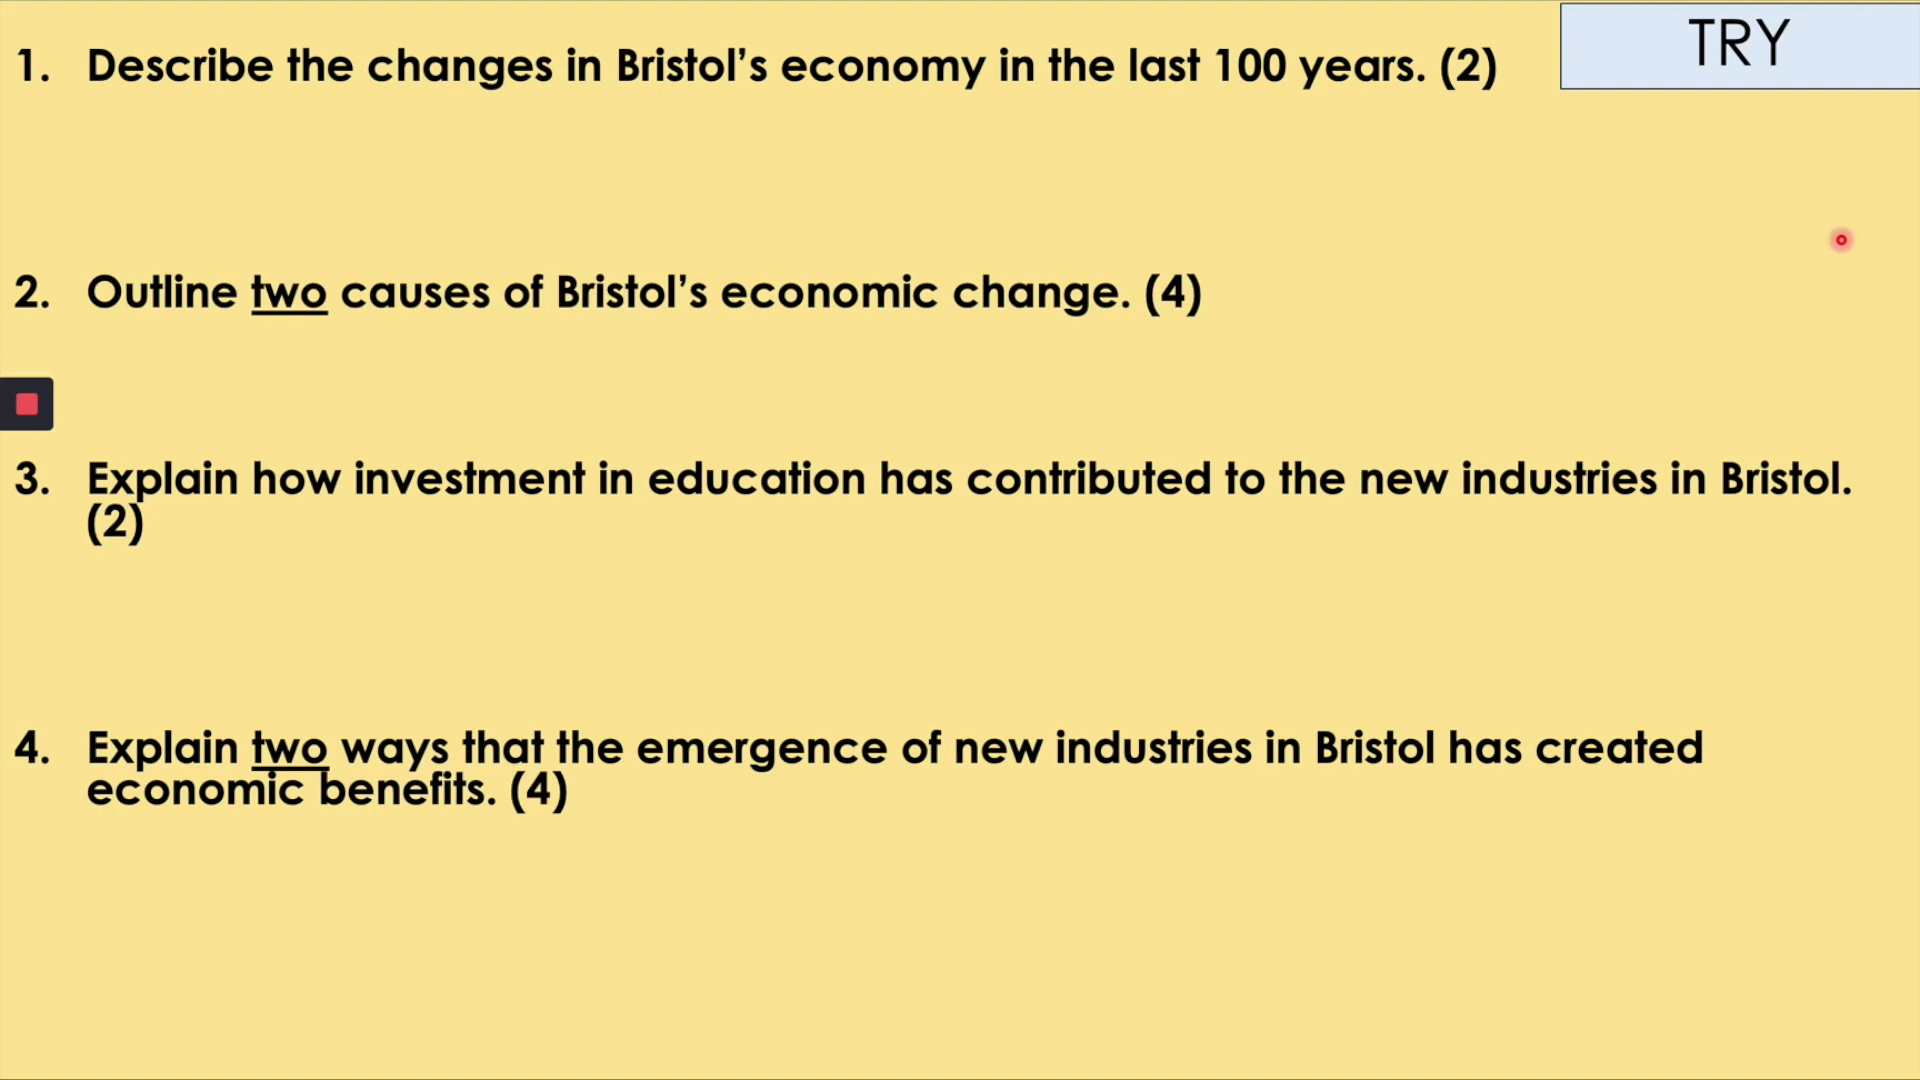 TRY
1. Describe the changes in Bristol’s economy in the last 100 years. (2)
2. Outline two causes of Bristol’s economic change. (4)
3. Explain how investment in education has contributed to the new industries in Bristol.
(2)
4. Explain two ways that the emergence of new industries in Bristol has created
economic benefits. (4)